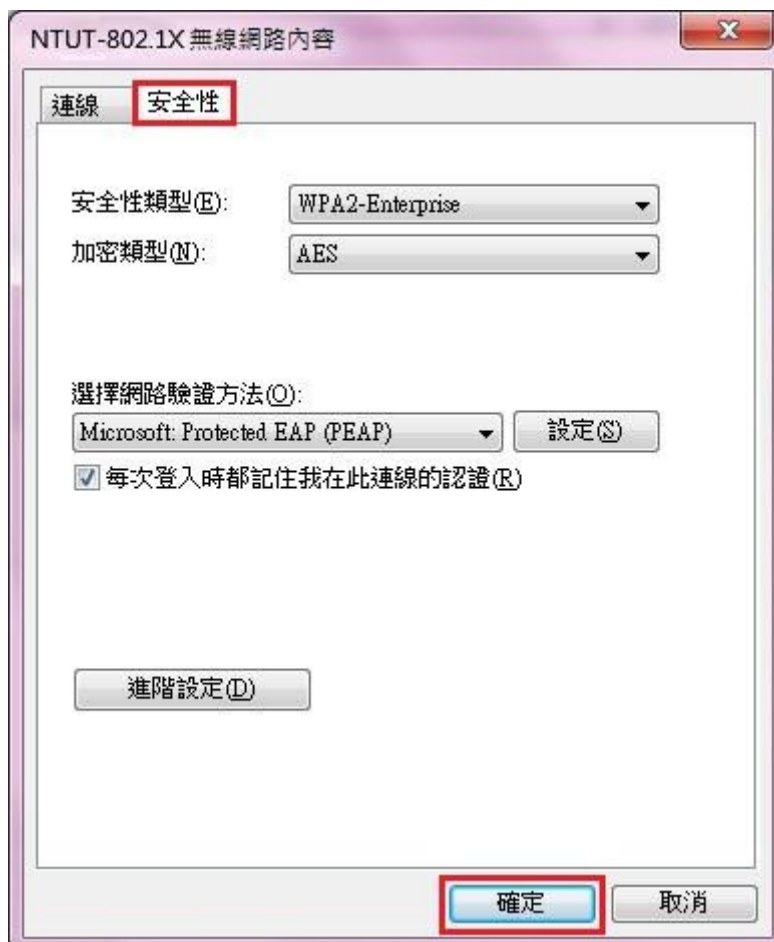 NTUT-802.1X 無線網路內容
連線 安全性
安全性類型(E): WPA2-Enterprise
加密類型(N): AES
選擇網路驗證方法(O):
Microsoft: Protected EAP (PEAP) 設定(S)
每次登入時都記住我在此連線的認證(R)
進階設定(D)
確定 取消